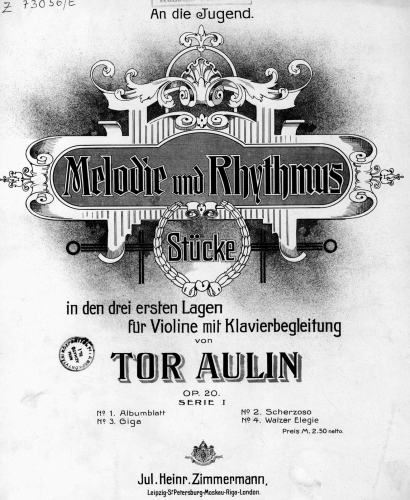 Z 73056/E
An die Jugend.
Melodie und Rhythmus
Stücke
in den drei ersten Lagen
für Violine mit Klavierbegleitung
von
TOR AULIN
OP. 20.
SERIE I
No 1. Albumblatt
No 2. Scherzoso
No 3. Giga
No 4. Walzer Elegie
Preis M. 2.50 netto.
Jul. Heinr. Zimmermann,
Leipzig-St Petersburg-Moskau-Riga-London.